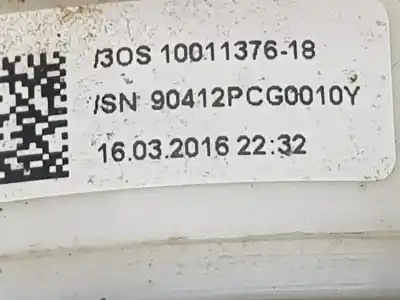 /3OS 10011376-18
/SN 90412PCG0010Y
16.03.2016 22:32